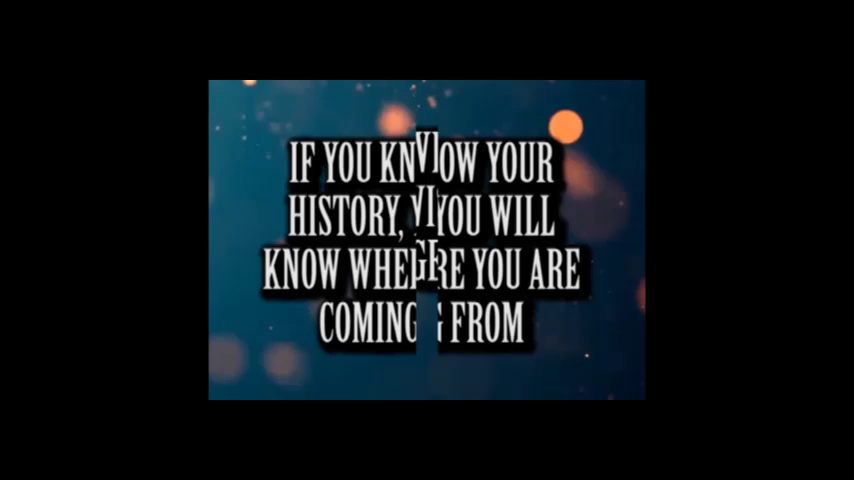 IF YOU KNOW YOUR
HISTORY, YOU WILL
KNOW WHERE YOU ARE
COMING FROM